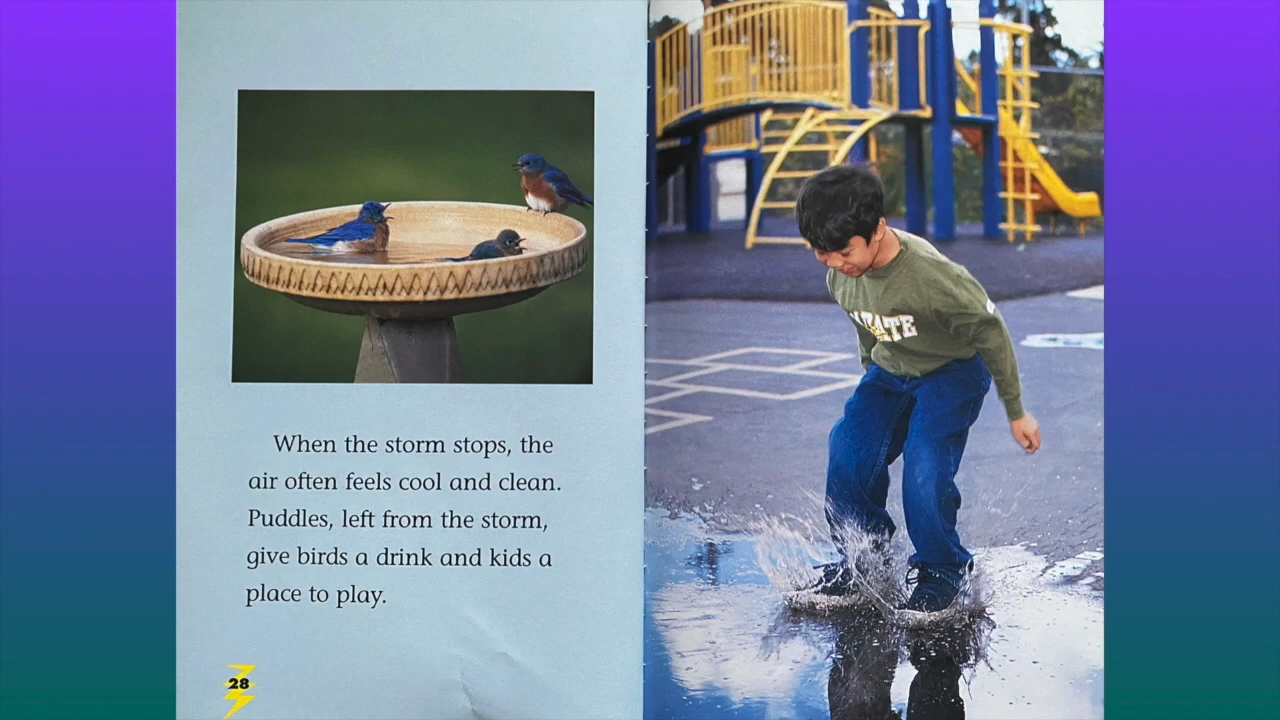 When the storm stops, the
air often feels cool and clean.
Puddles, left from the storm,
give birds a drink and kids a
place to play.
28